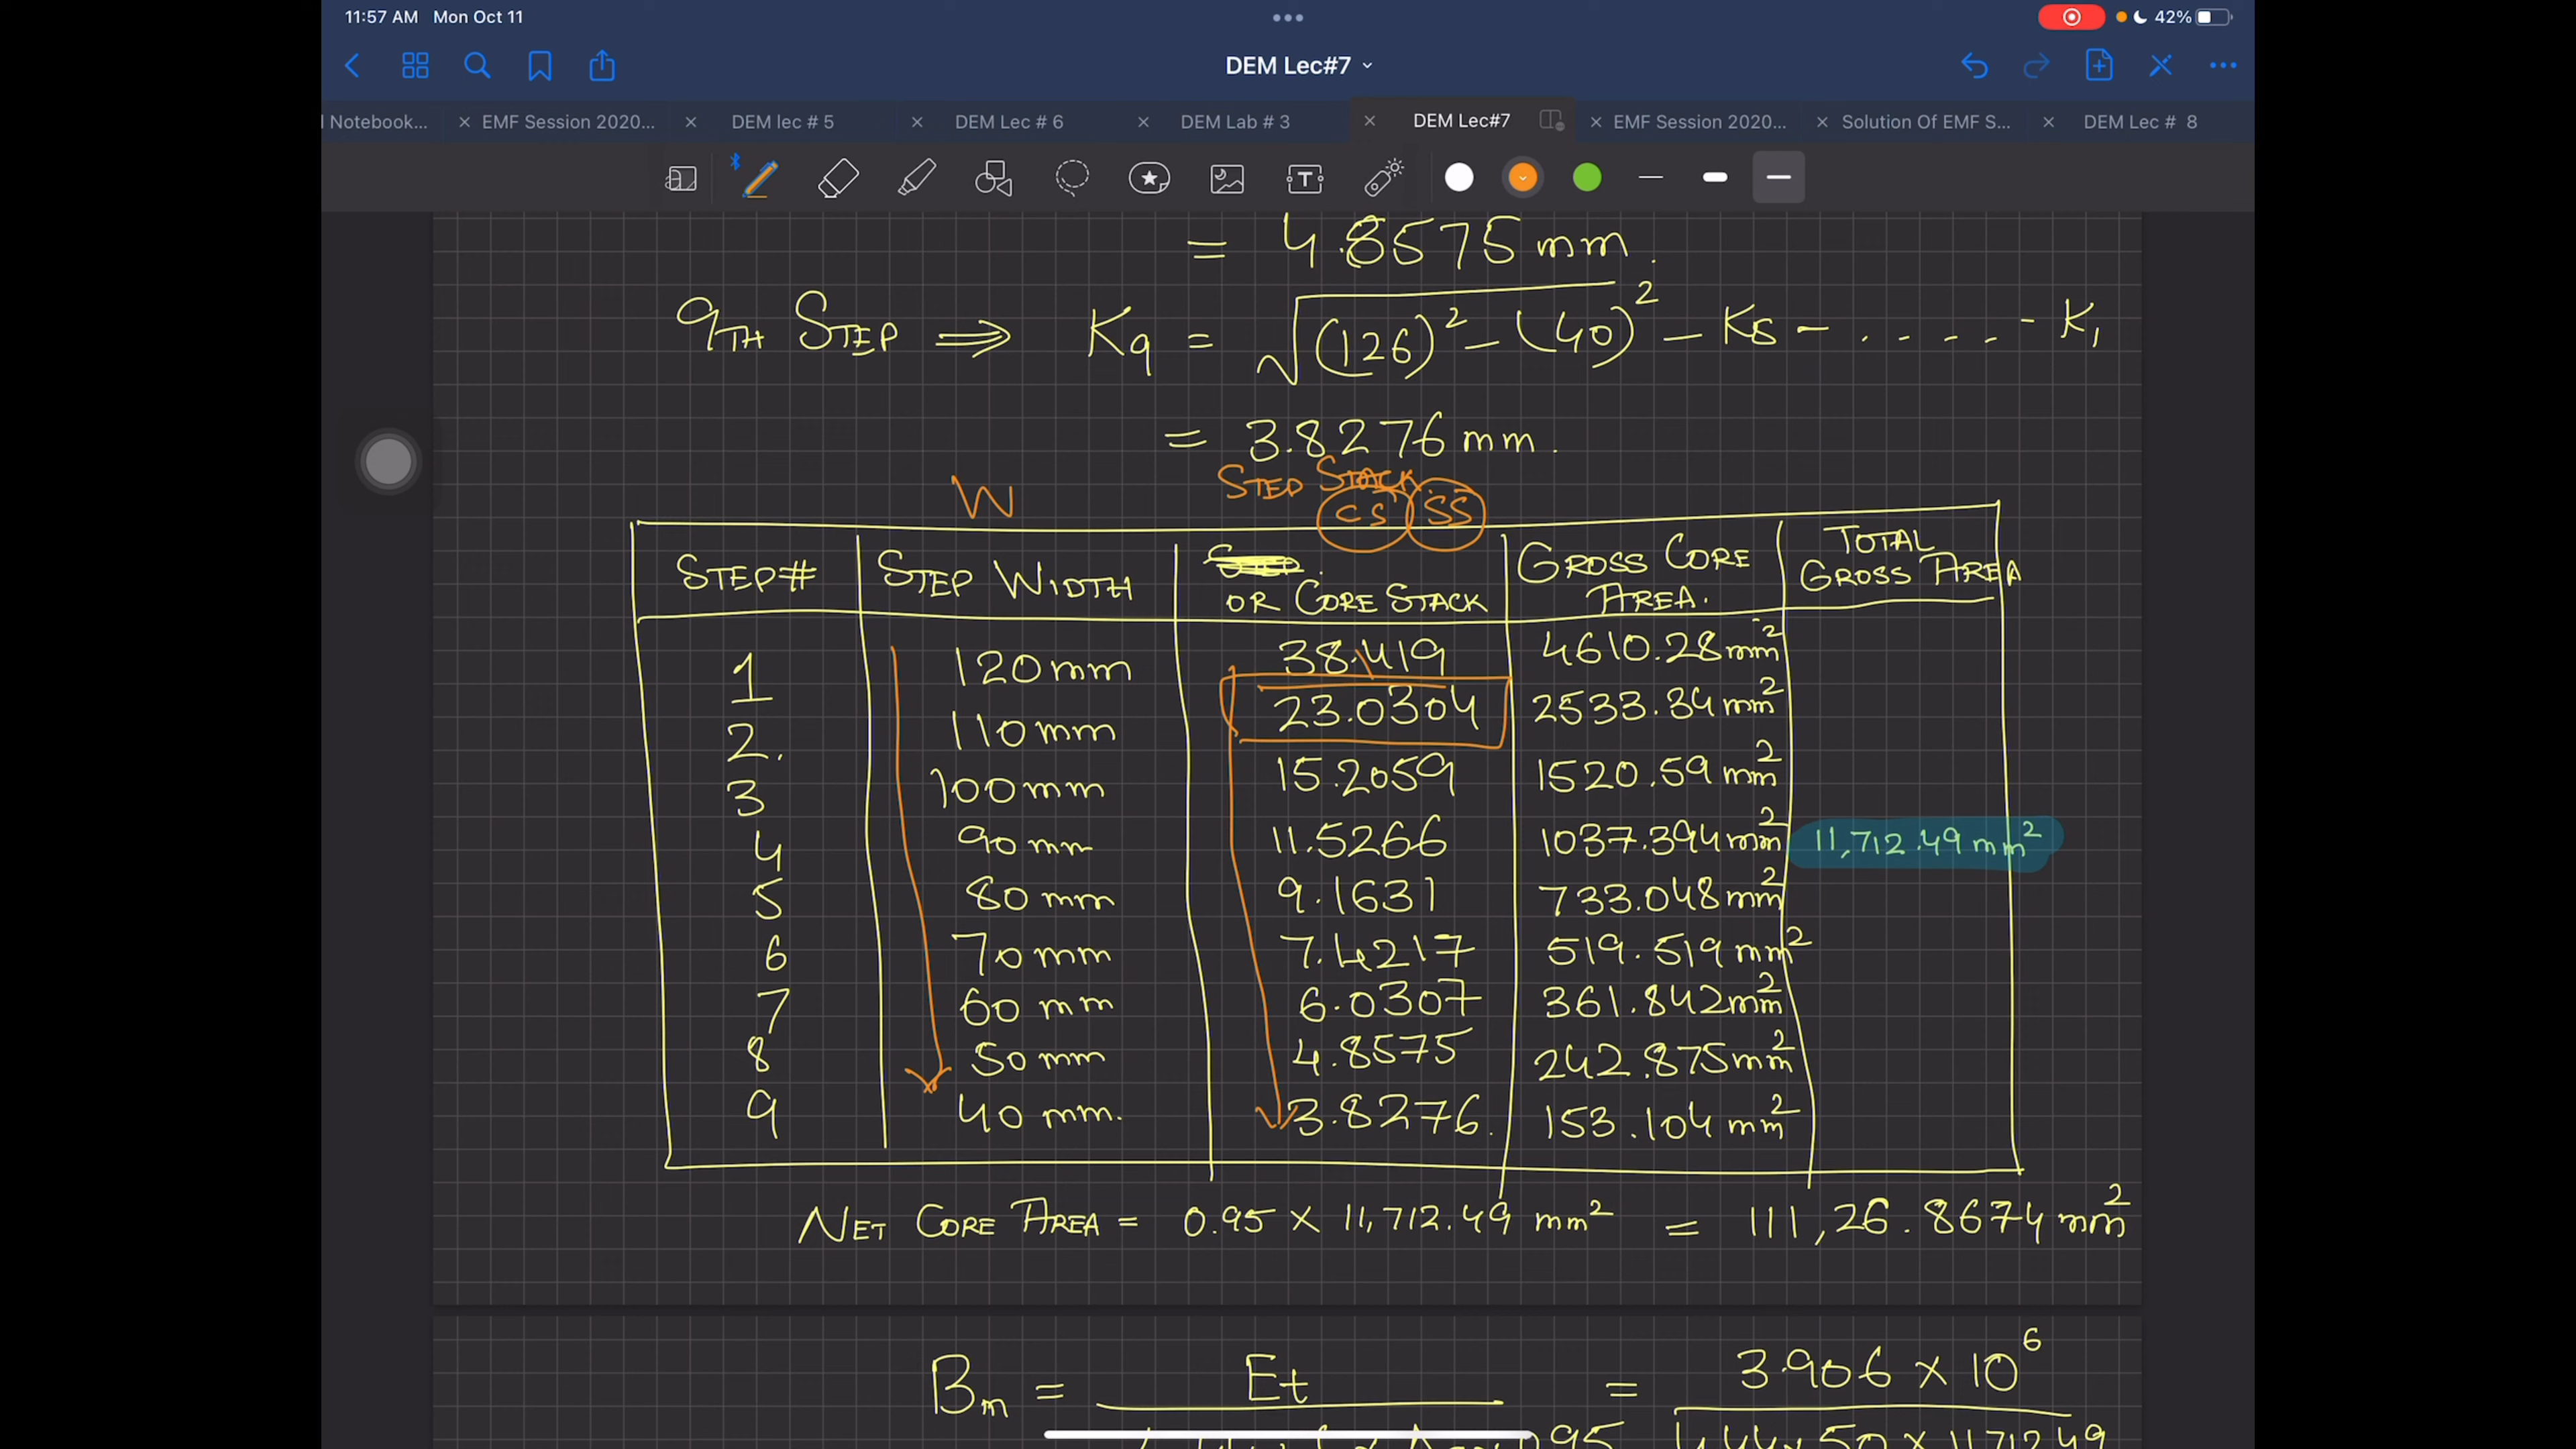 11:57 AM Mon Oct 11
42%
DEM Lec#7
l Notebook... EMF Session 2020... DEM lec # 5 DEM Lec # 6 DEM Lab # 3 DEM Lec#7 EMF Session 2020... Solution Of EMF S... DEM Lec # 8
= 4.8575 mm.
9TH STEP ⟹ K9 = √(126)² - (40)² - K8 - ..... - K1
= 3.8276 mm.
W STEP STACK
CS SS
STEP# STEP WIDTH OR CORE STACK GROSS CORE AREA. TOTAL GROSS AREA
1 120 mm 38.419 4610.28 mm²
2. 110 mm 23.0304 2533.34 mm²
3 100 mm 15.2059 1520.59 mm²
4 90 mm 11.5266 1037.394 mm² 11,712.49 mm²
5 80 mm 9.1631 733.048 mm²
6 70 mm 7.4217 519.519 mm²
7 60 mm 6.0307 361.842 mm²
8 50 mm 4.8575 242.875 mm²
9 40 mm. 3.8276. 153.104 mm²
NET CORE AREA = 0.95 × 11,712.49 mm² = 111,26.8674 mm²
Bm = Et = 3.906 × 10⁶
0.95 4.44 × 50 × 11712.49